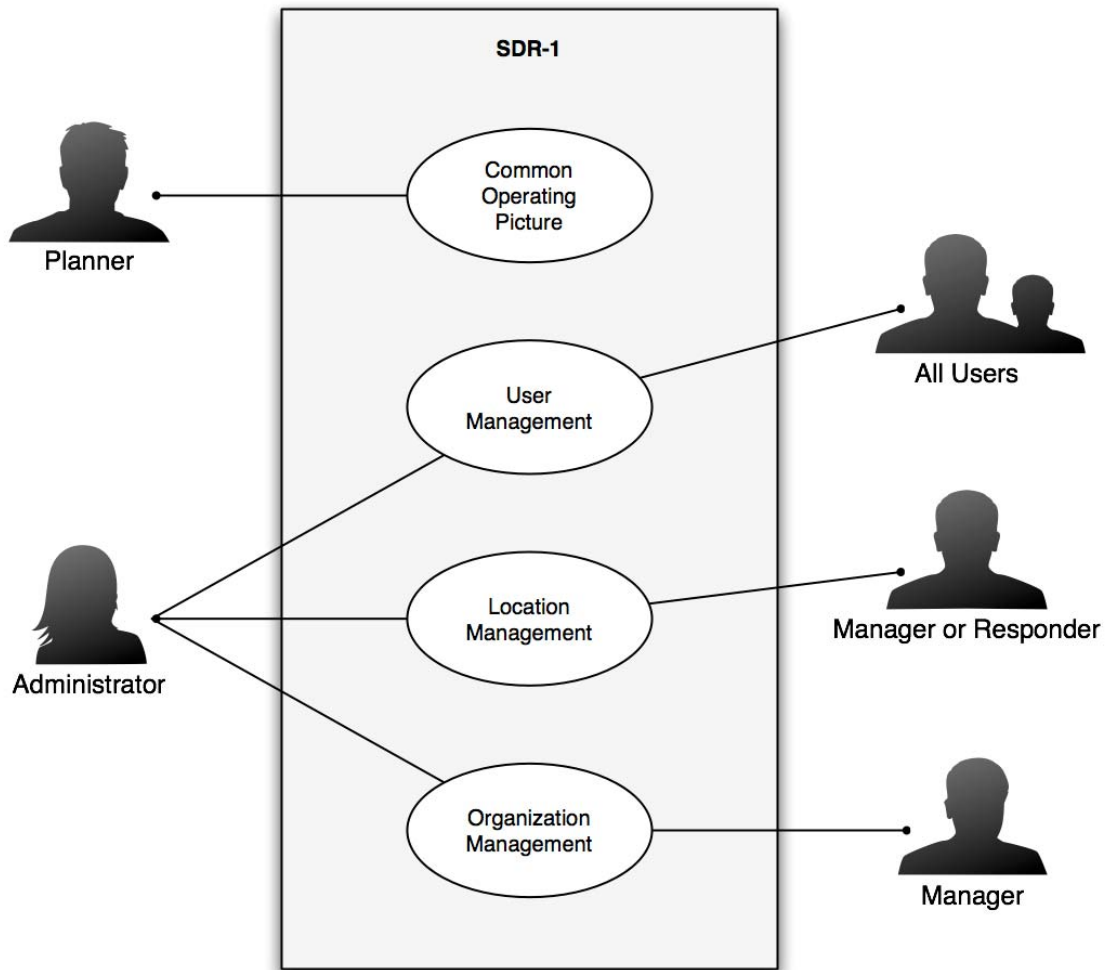 SDR-1
Common
Operating
Picture
Planner
User
Management
All Users
Location
Management
Manager or Responder
Administrator
Organization
Management
Manager